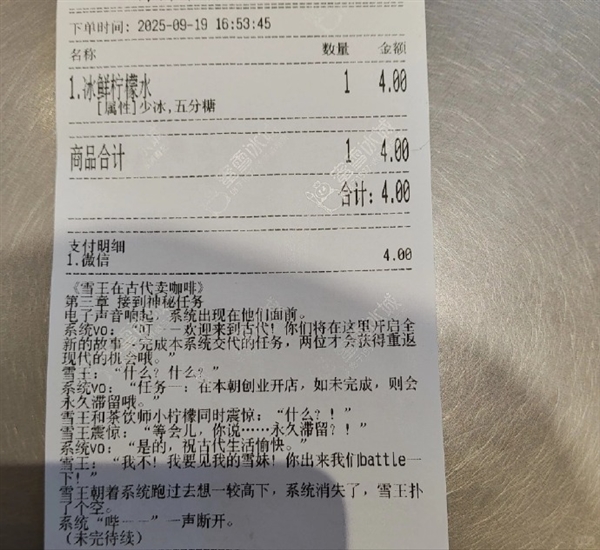 下单时间: 2025-09-19 16:53:45
名称 数量 金额
1.冰鲜柠檬水 1 4.00
[属性]少冰,五分糖
商品合计 1 4.00
合计: 4.00
支付明细
1.微信 4.00
《雪王在古代卖咖啡》
第三章 接到神秘任务
电子声音响起，系统出现在他们面前。
系统vo：“叮——欢迎来到古代！你们将在这里开启全
新的故事，完成本系统交代的任务，两位才会获得重返
现代的机会哦。”
雪王：“什么？什么？”
系统vo：“任务一：在本朝创业开店，如未完成，则会
永久滞留哦。”
雪王和茶饮师小柠檬同时震惊：“什么？！”
雪王震惊：“等会儿，你说……永久滞留？！”
系统vo：“是的，祝古代生活愉快。”
雪王：“我不！我要见我的雪妹！你出来我们battle一
下！”
雪王朝着系统跑过去想一较高下，系统消失了，雪王扑
了个空。
系统“哔——”一声断开。
(未完待续)